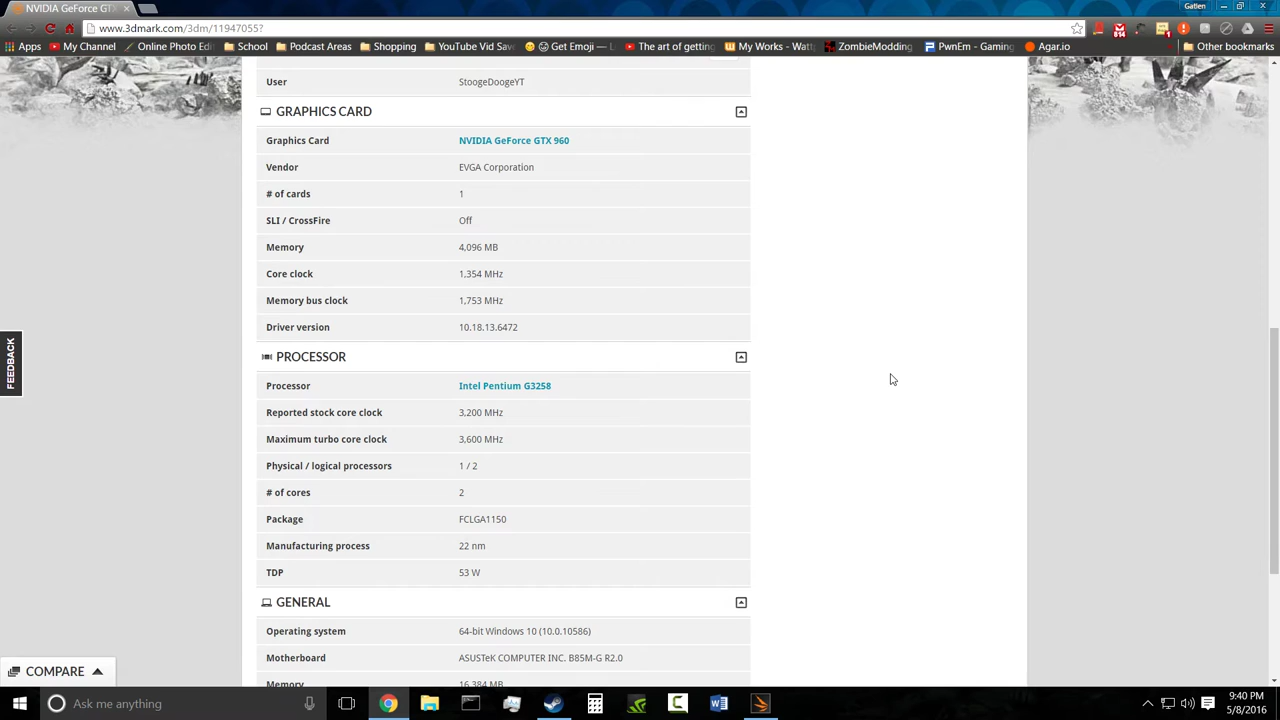 NVIDIA GeForce GTX
Gatlen
www.3dmark.com/3dm/11947055?
Apps
My Channel
Online Photo Edi
School
Podcast Areas
Shopping
YouTube Vid Sav
Get Emoji —
The art of getting
My Works - Watt
ZombieModding
PwnEm - Gaming
Agar.io
Other bookmarks
User StoogeDoogeYT
GRAPHICS CARD
Graphics Card NVIDIA GeForce GTX 960
Vendor EVGA Corporation
# of cards 1
SLI / CrossFire Off
Memory 4,096 MB
Core clock 1,354 MHz
Memory bus clock 1,753 MHz
Driver version 10.18.13.6472
PROCESSOR
Processor Intel Pentium G3258
Reported stock core clock 3,200 MHz
Maximum turbo core clock 3,600 MHz
Physical / logical processors 1 / 2
# of cores 2
Package FCLGA1150
Manufacturing process 22 nm
TDP 53 W
GENERAL
Operating system 64-bit Windows 10 (10.0.10586)
Motherboard ASUSTeK COMPUTER INC. B85M-G R2.0
Memory 16,384 MB
FEEDBACK
COMPARE
Ask me anything
9:40 PM
5/8/2016